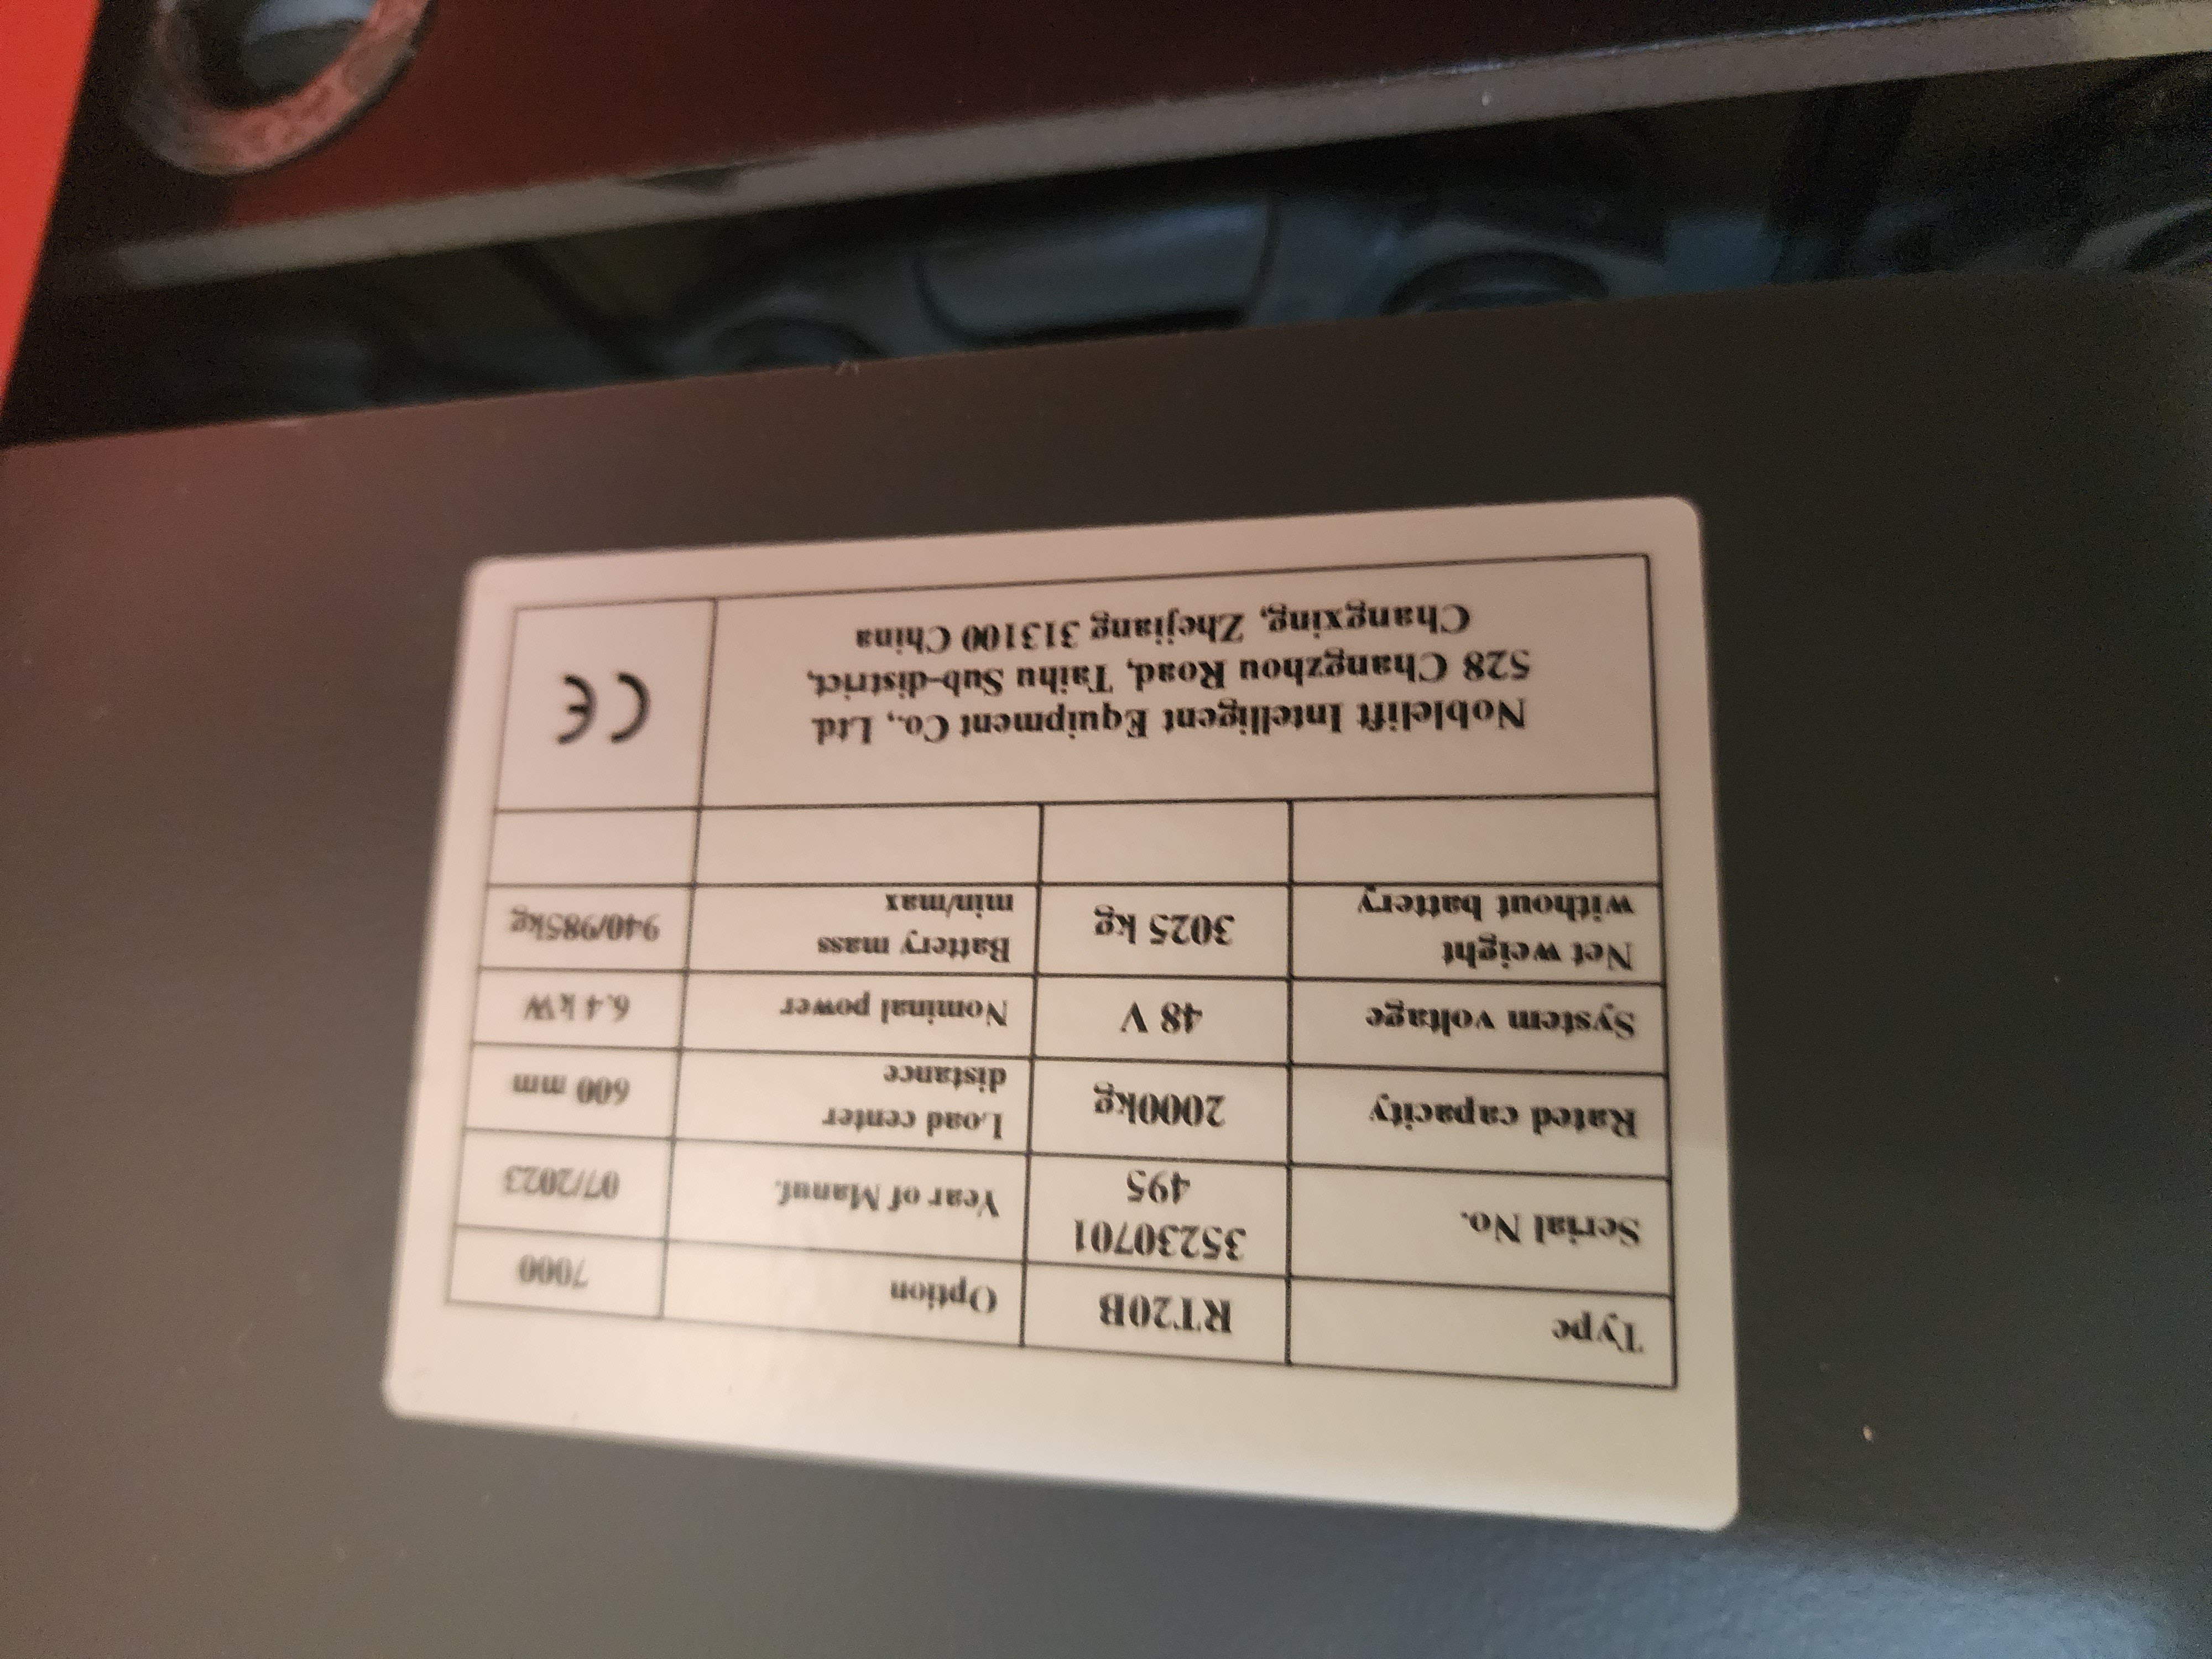 Type RT20B Option 7000
Serial No. 35230701 Year of Manuf. 07/2023
495
Rated capacity 2000kg Load center 600 mm
distance
System voltage 48 V Nominal power 6.4 kW
Net weight 3025 kg Battery mass 940/985kg
without battery min/max
Noblelift Intelligent Equipment Co., Ltd.
528 Changzhou Road, Taihu Sub-district,
Changxing, Zhejiang 313100 China
CE